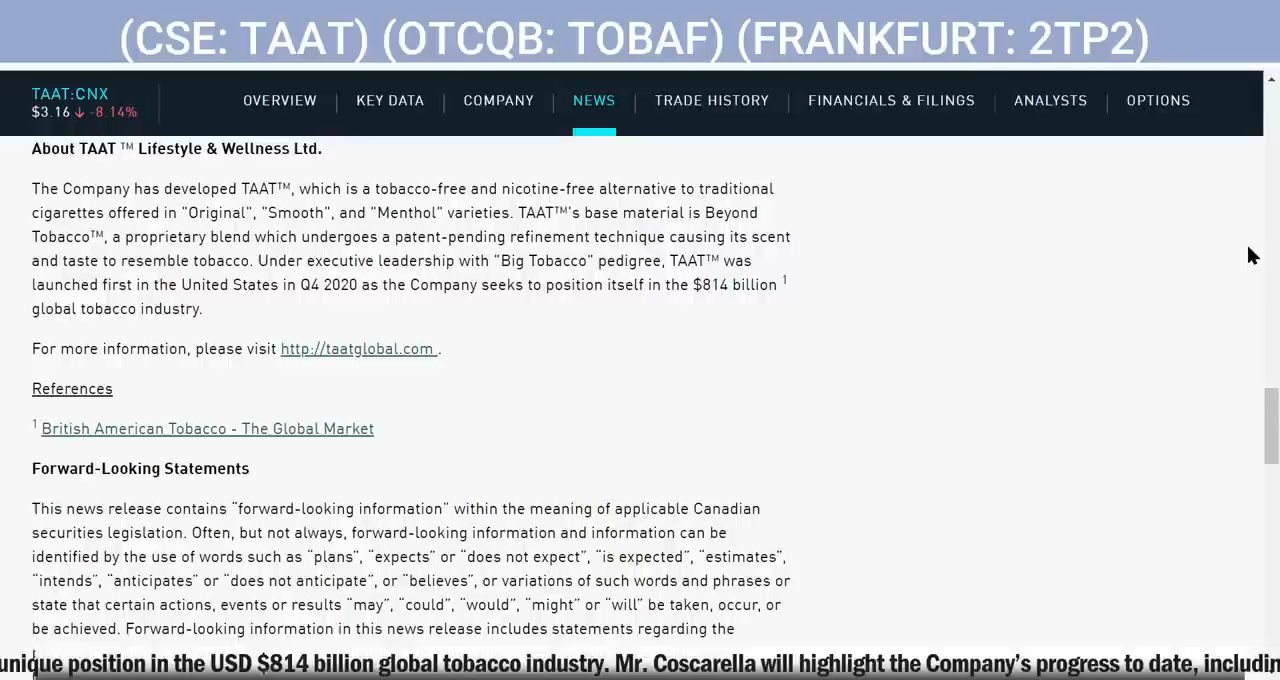 (CSE: TAAT) (OTCQB: TOBAF) (FRANKFURT: 2TP2)
TAAT:CNX
$3.16 ↓ -8.14%
OVERVIEW | KEY DATA | COMPANY | NEWS | TRADE HISTORY | FINANCIALS & FILINGS | ANALYSTS | OPTIONS
About TAAT ™ Lifestyle & Wellness Ltd.
The Company has developed TAAT™, which is a tobacco-free and nicotine-free alternative to traditional
cigarettes offered in "Original", "Smooth", and "Menthol" varieties. TAAT™'s base material is Beyond
Tobacco™, a proprietary blend which undergoes a patent-pending refinement technique causing its scent
and taste to resemble tobacco. Under executive leadership with "Big Tobacco" pedigree, TAAT™ was
launched first in the United States in Q4 2020 as the Company seeks to position itself in the $814 billion ¹
global tobacco industry.
For more information, please visit http://taatglobal.com .
References
¹ British American Tobacco - The Global Market
Forward-Looking Statements
This news release contains “forward-looking information” within the meaning of applicable Canadian
securities legislation. Often, but not always, forward-looking information and information can be
identified by the use of words such as “plans”, “expects” or “does not expect”, “is expected”, “estimates”,
“intends”, “anticipates” or “does not anticipate”, or “believes”, or variations of such words and phrases or
state that certain actions, events or results “may”, “could”, “would”, “might” or “will” be taken, occur, or
be achieved. Forward-looking information in this news release includes statements regarding the
unique position in the USD $814 billion global tobacco industry. Mr. Coscarella will highlight the Company’s progress to date, includin